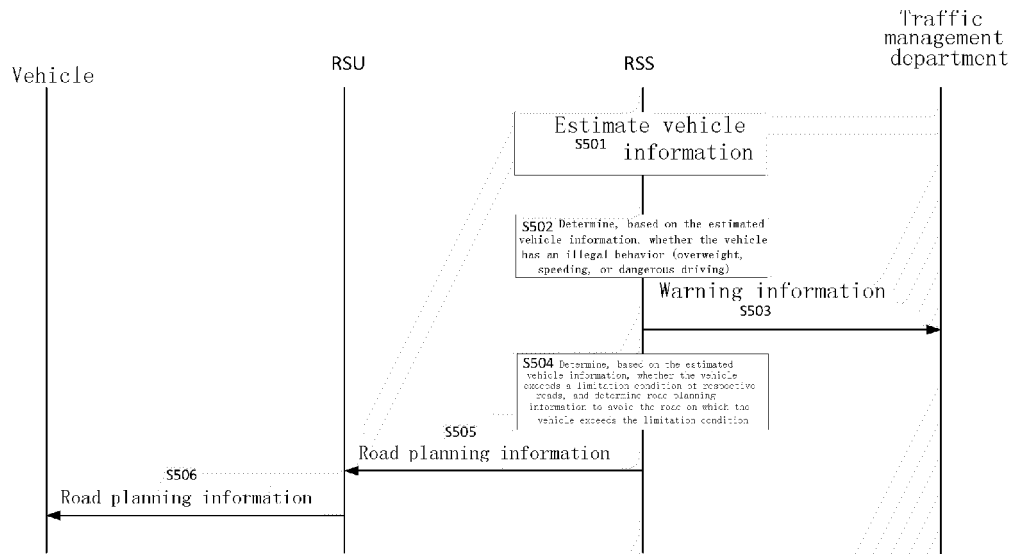 Traffic
management
department
Vehicle
RSU
RSS
Estimate vehicle
S501
information
S502 Determine, based on the estimated
vehicle information, whether the vehicle
has an illegal behavior (overweight,
speeding, or dangerous driving)
Warning information
S503
S504 Determine, based on the estimated
vehicle information, whether the vehicle
exceeds a limitation condition of respective
roads, and determine road planning
information to avoid the road on which the
vehicle exceeds the limitation condition
S505
Road planning information
S506
Road planning information